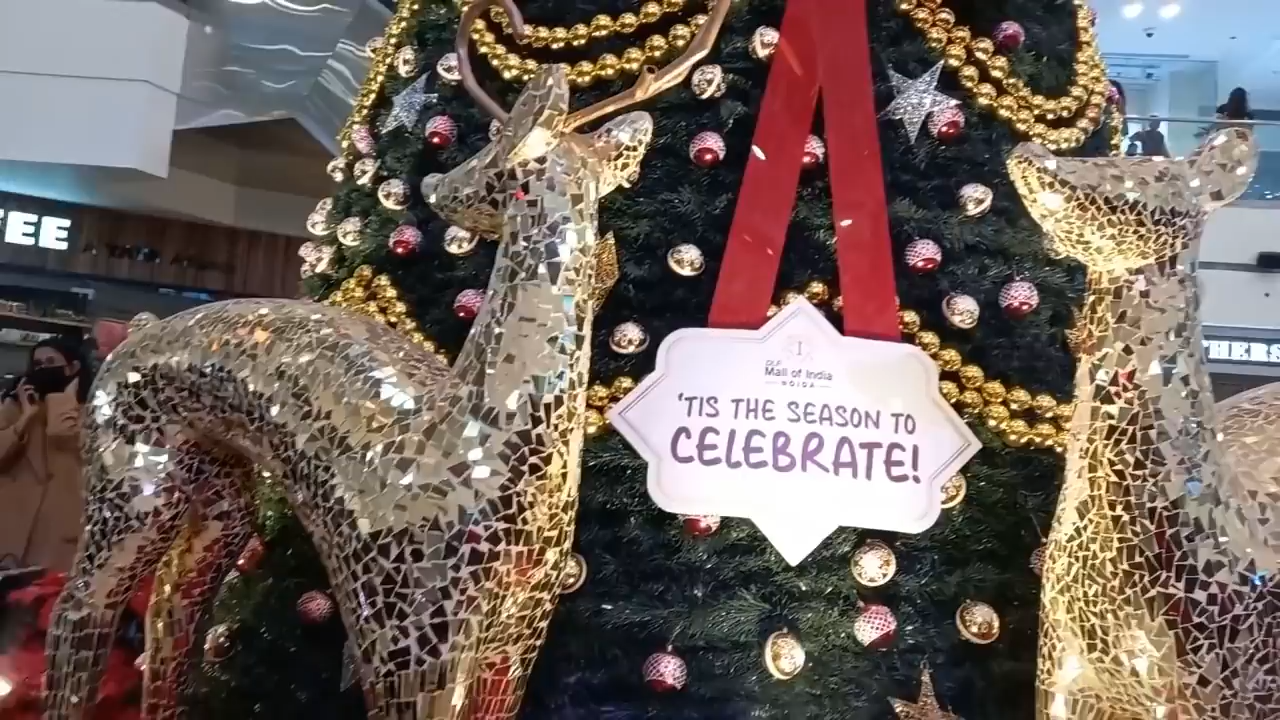 FEE
DLF
Mall of India
NOIDA
'TIS THE SEASON TO
CELEBRATE!
THERS